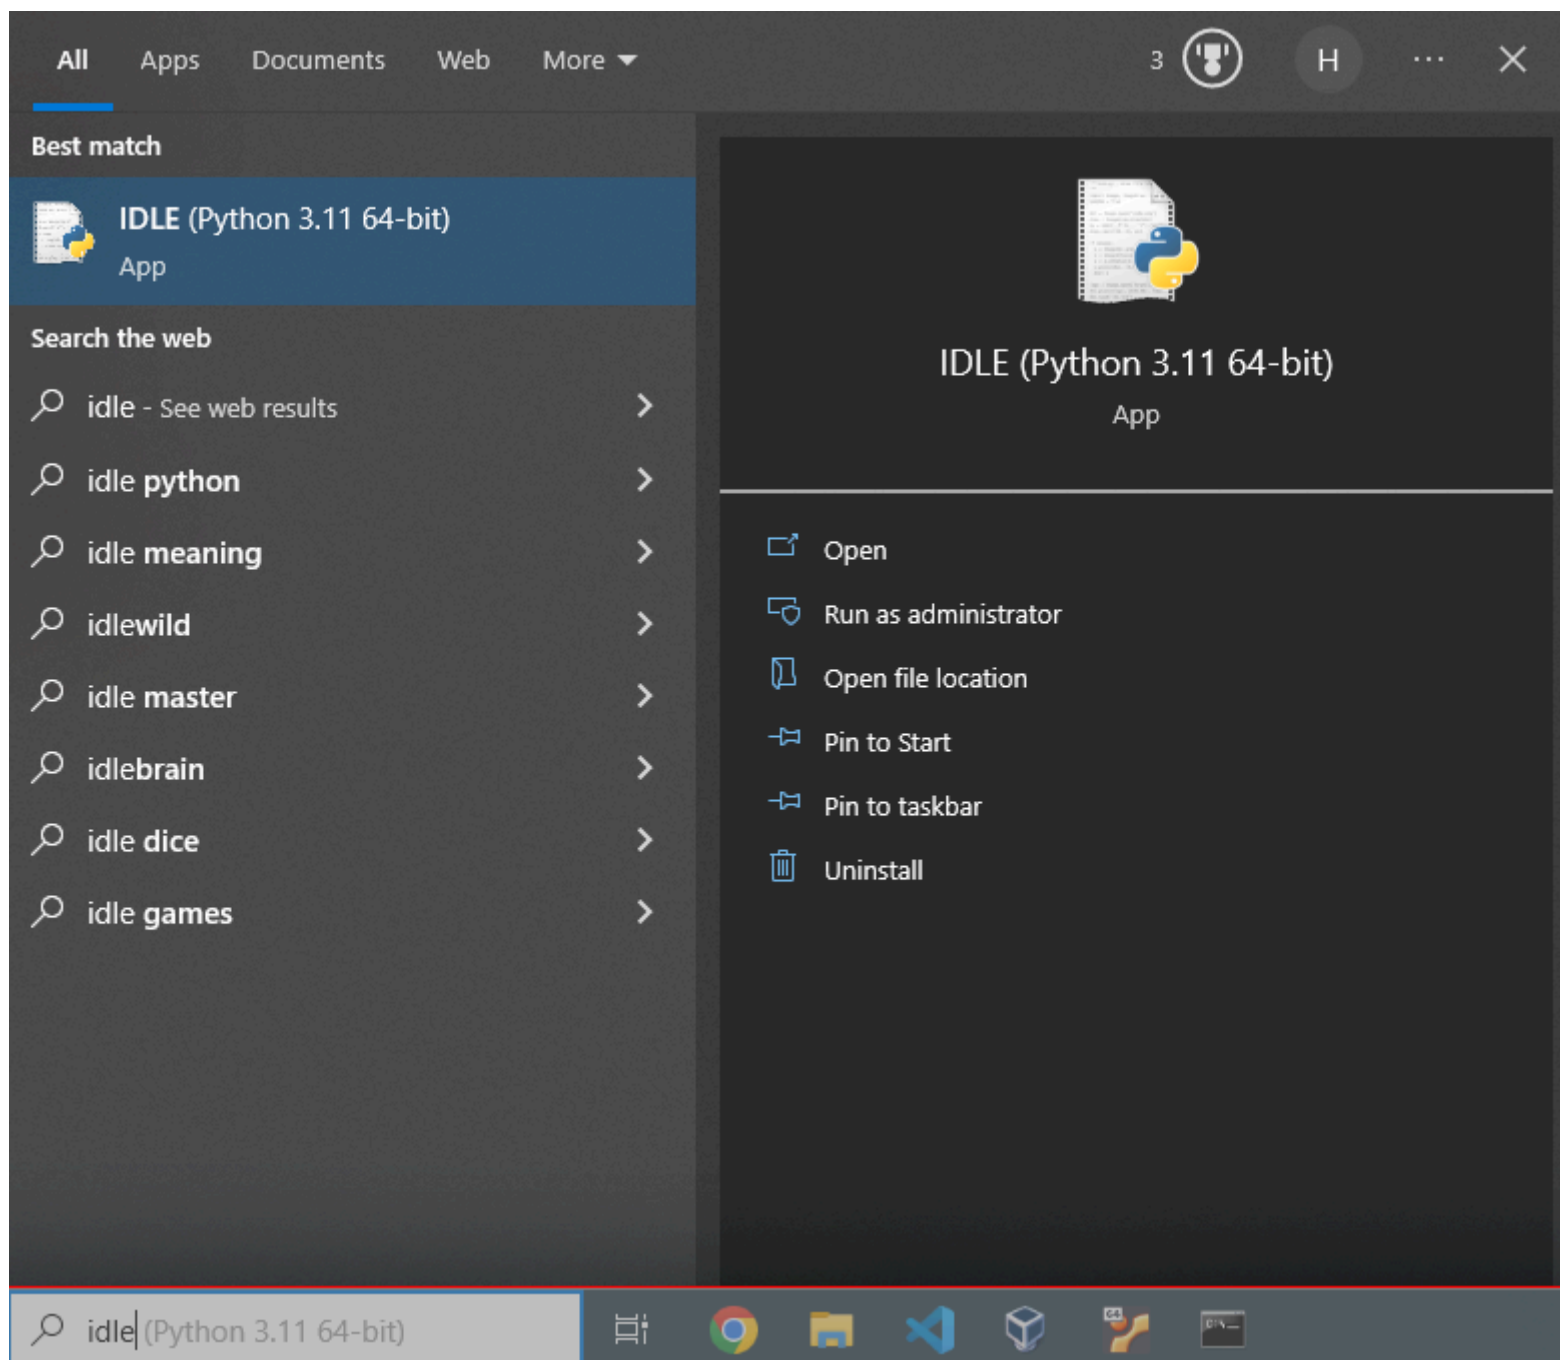 All Apps Documents Web More 3 H ... 
Best match
IDLE (Python 3.11 64-bit)
App
Search the web
idle - See web results
idle python
idle meaning
idlewild
idle master
idlebrain
idle dice
idle games
IDLE (Python 3.11 64-bit)
App
Open
Run as administrator
Open file location
Pin to Start
Pin to taskbar
Uninstall
idle (Python 3.11 64-bit)
64
C:\